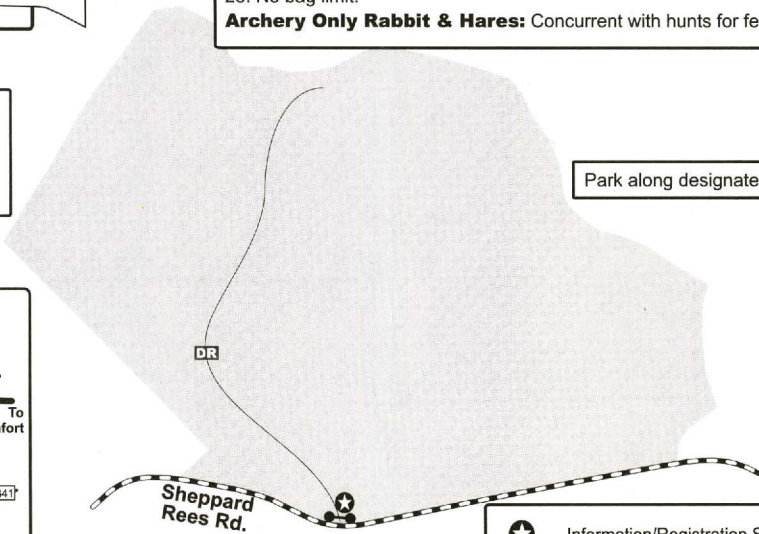 Archery Only Rabbit & Hares: Concurrent with hunts for fe
Park along designate
DR
To
fort
441
Sheppard
Rees Rd.
Information/Registration S